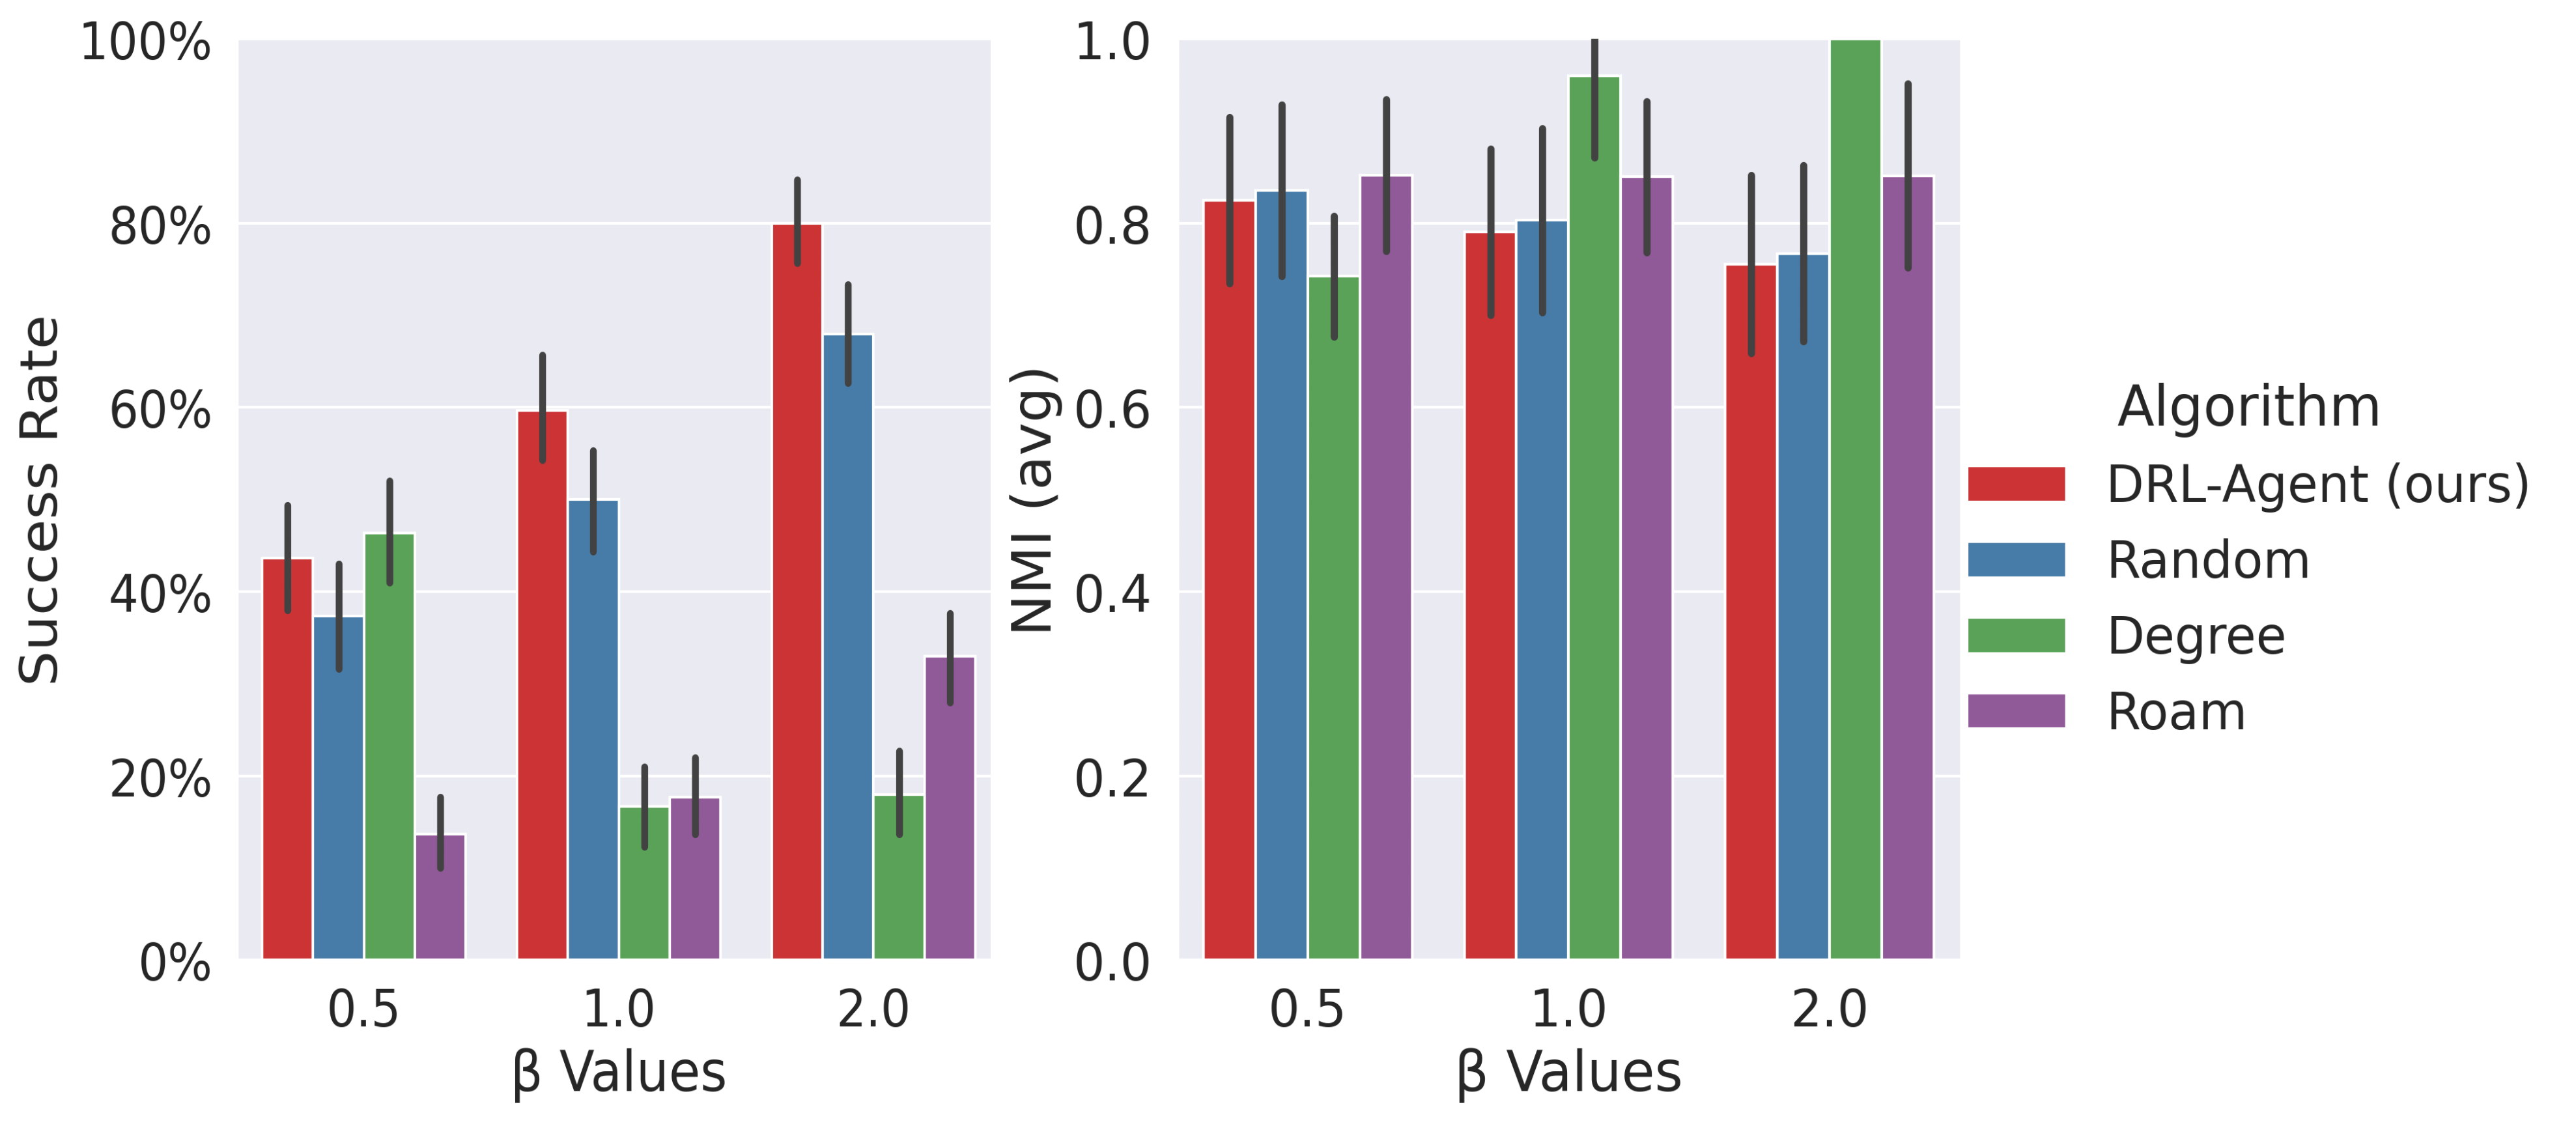 Success Rate
100%
80%
60%
40%
20%
0%
0.5 1.0 2.0
β Values
NMI (avg)
1.0
0.8
0.6
0.4
0.2
0.0
0.5 1.0 2.0
β Values
Algorithm
DRL-Agent (ours)
Random
Degree
Roam